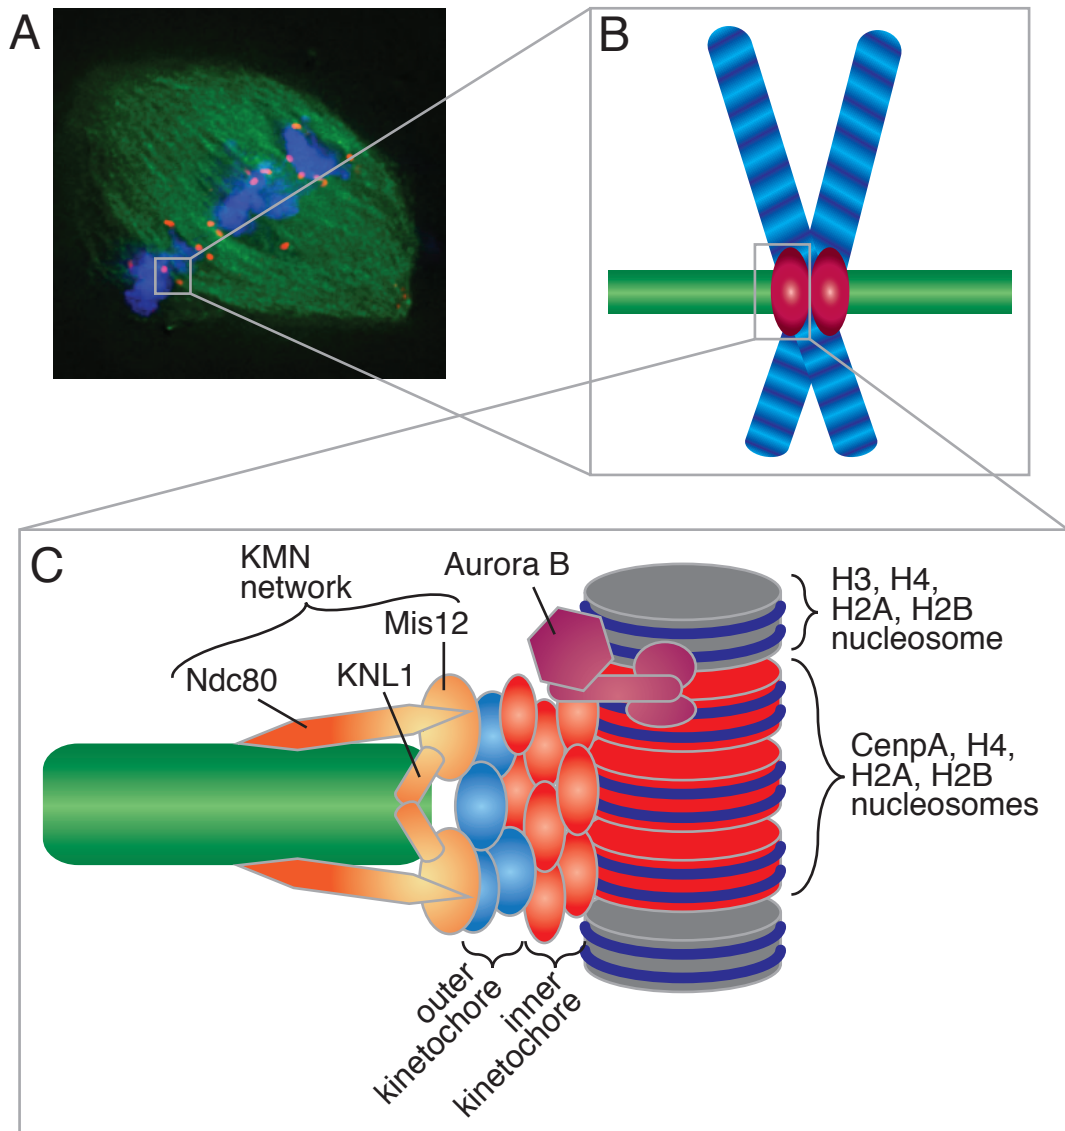 A
B
C
KMN
network
Aurora B
Mis12
KNL1
Ndc80
H3, H4,
H2A, H2B
nucleosome
CenpA, H4,
H2A, H2B
nucleosomes
outer
kinetochore
inner
kinetochore